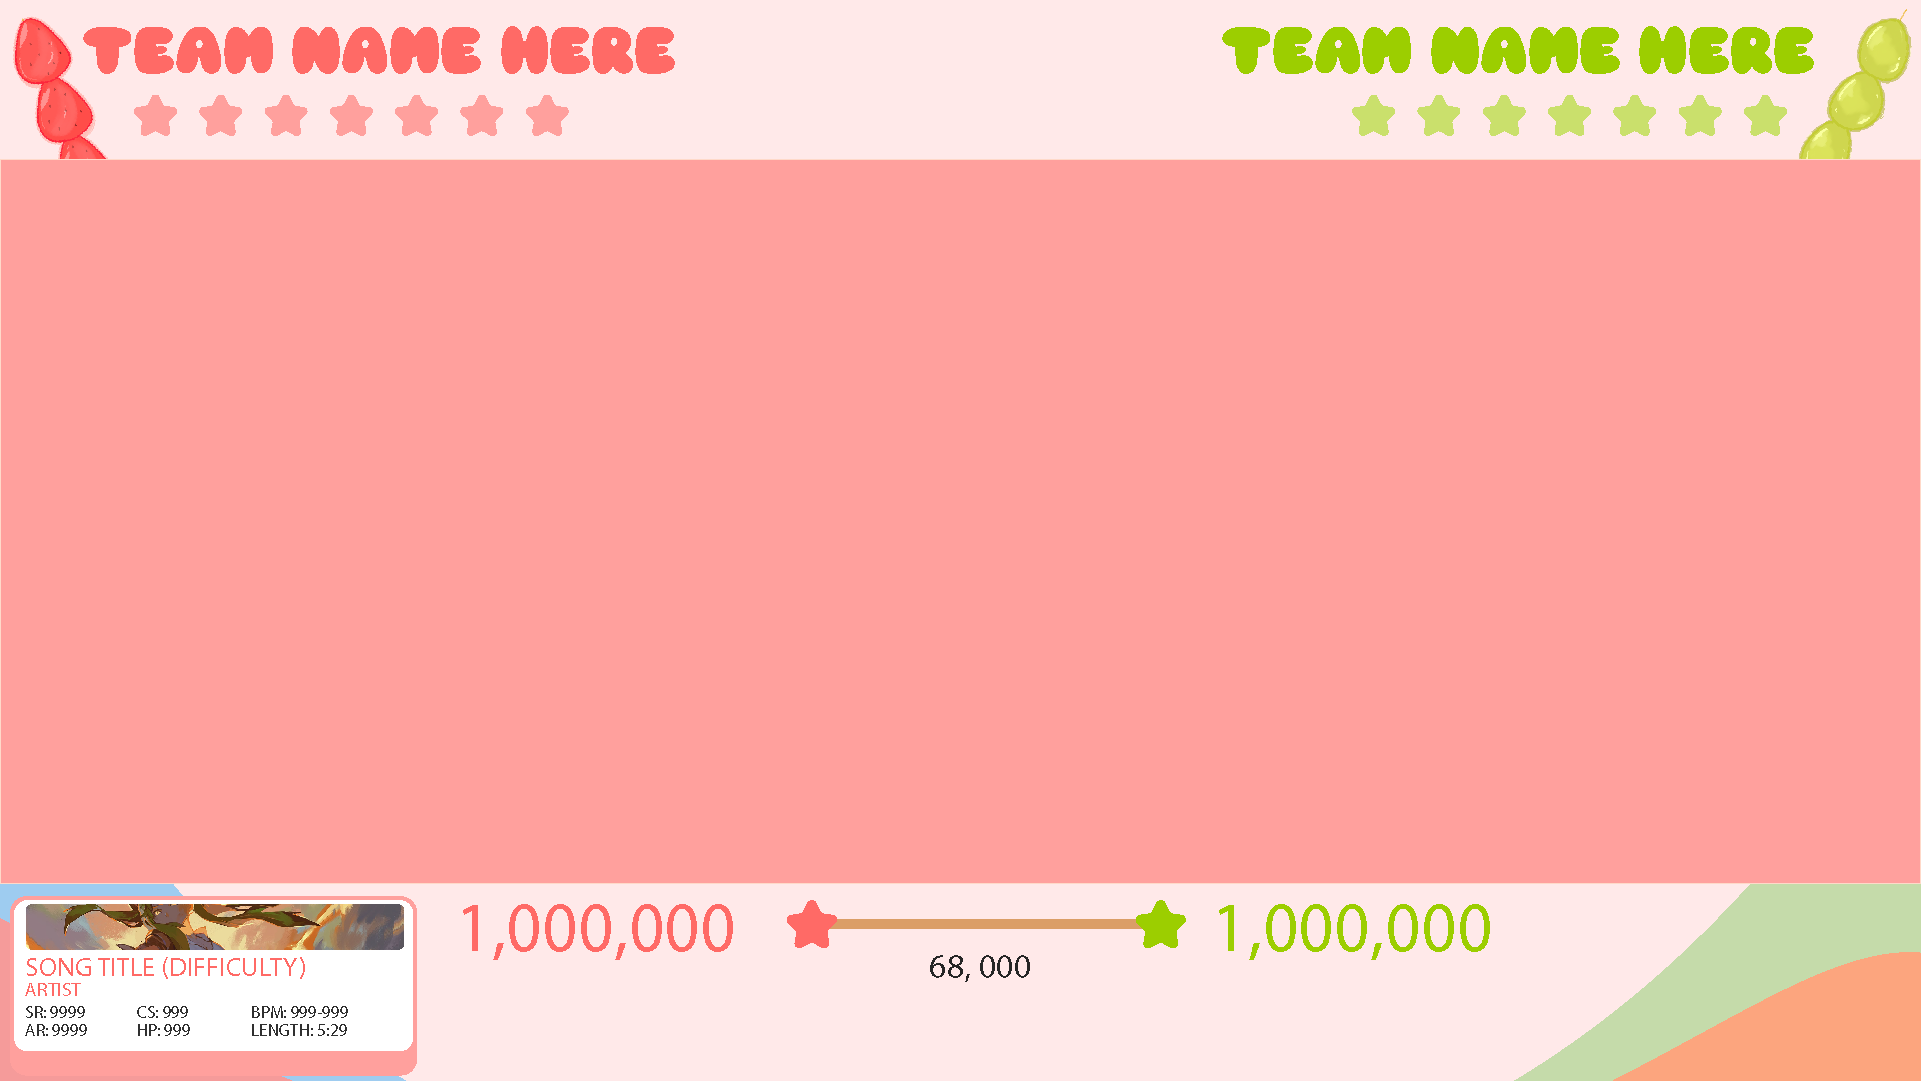 TEAM NAME HERE
TEAM NAME HERE
1,000,000
1,000,000
68, 000
SONG TITLE (DIFFICULTY)
ARTIST
SR: 9999 CS: 999 BPM: 999-999
AR: 9999 HP: 999 LENGTH: 5:29